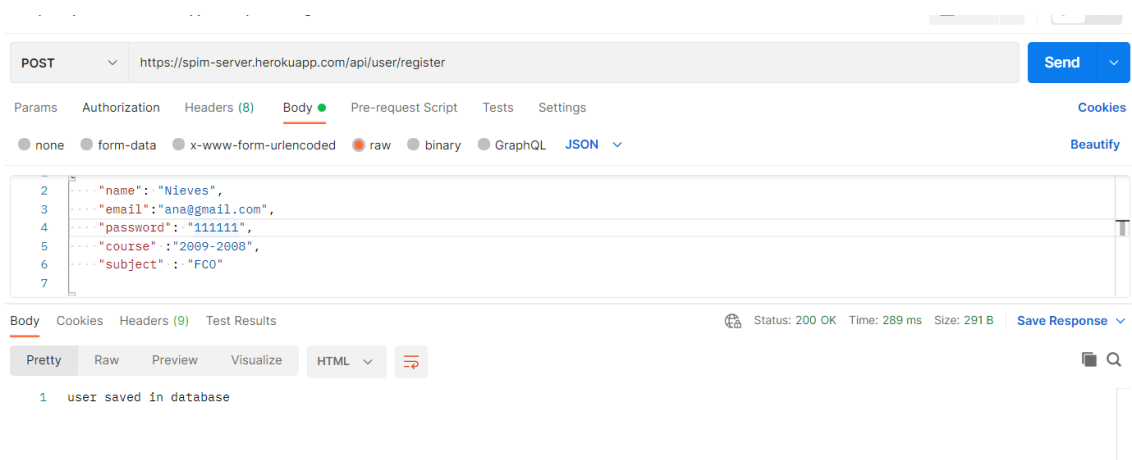 POST https://spim-server.herokuapp.com/api/user/register Send
Params Authorization Headers (8) Body Pre-request Script Tests Settings Cookies
none form-data x-www-form-urlencoded raw binary GraphQL JSON Beautify
2 "name": "Nieves",
3 "email":"ana@gmail.com",
4 "password": "111111",
5 "course" :"2009-2008",
6 "subject" : "FCO"
7
Body Cookies Headers (9) Test Results Status: 200 OK Time: 289 ms Size: 291 B Save Response
Pretty Raw Preview Visualize HTML
1 user saved in database